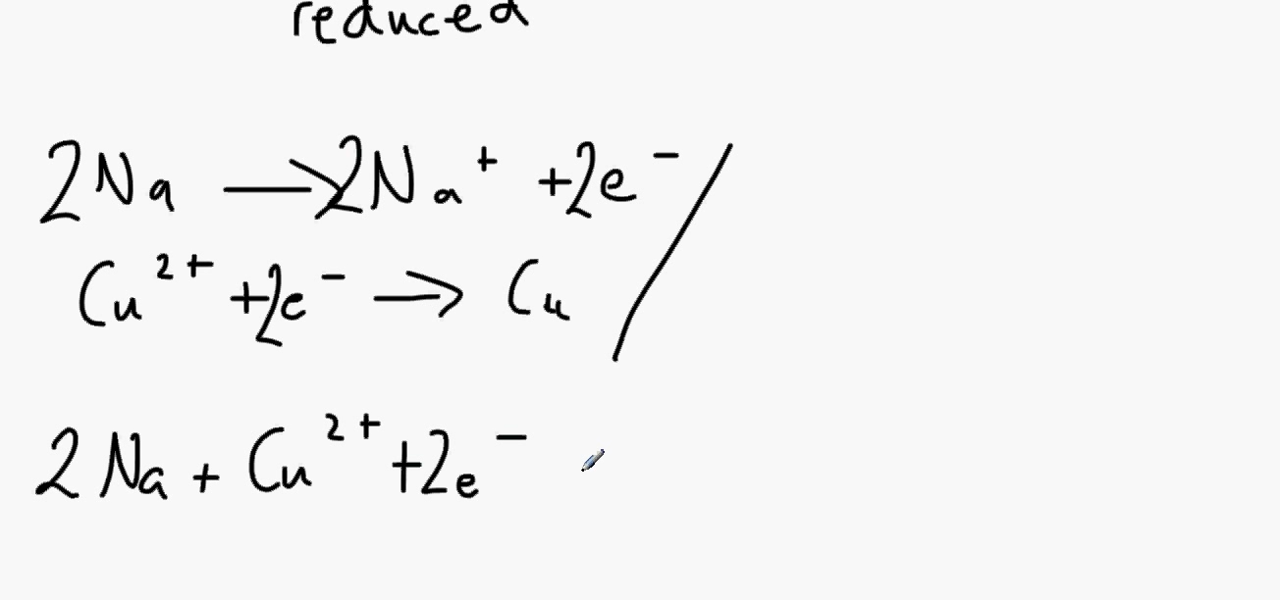 reduced
2Na → 2Na⁺ +2e⁻
Cu²⁺ +2e⁻ → Cu
2Na + Cu²⁺ +2e⁻